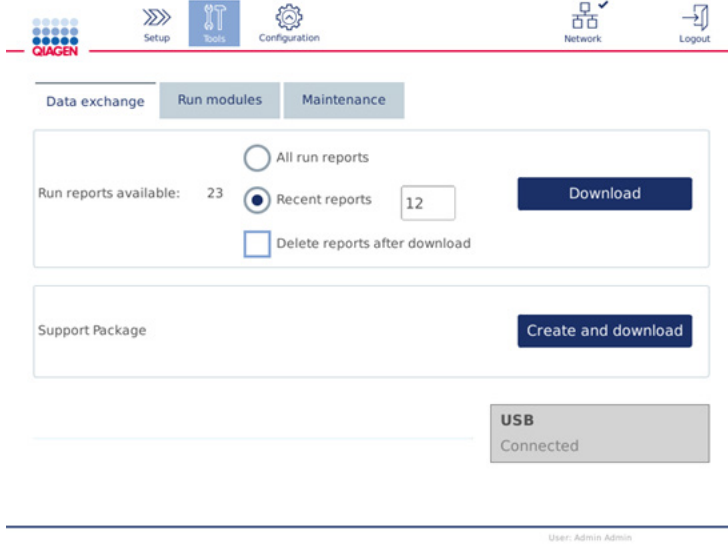 QIAGEN
Setup
Tools
Configuration
Network
Logout
Data exchange
Run modules
Maintenance
All run reports
Run reports available: 23
Recent reports 12
Download
Delete reports after download
Support Package
Create and download
USB
Connected
User: Admin Admin